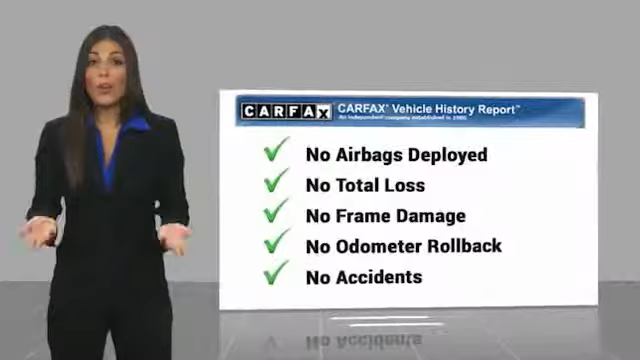 CARFAX CARFAX® Vehicle History Report™
An independent company established in 1986
No Airbags Deployed
No Total Loss
No Frame Damage
No Odometer Rollback
No Accidents